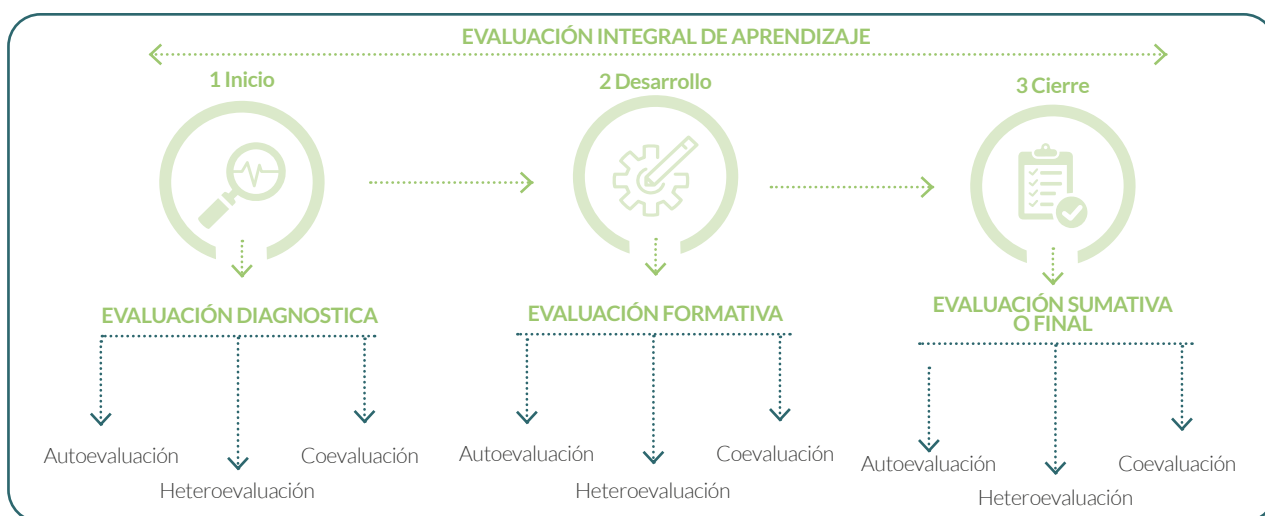 EVALUACIÓN INTEGRAL DE APRENDIZAJE
1 Inicio
2 Desarrollo
3 Cierre
EVALUACIÓN DIAGNOSTICA
EVALUACIÓN FORMATIVA
EVALUACIÓN SUMATIVA
O FINAL
Autoevaluación
Heteroevaluación
Coevaluación
Autoevaluación
Heteroevaluación
Coevaluación
Autoevaluación
Heteroevaluación
Coevaluación